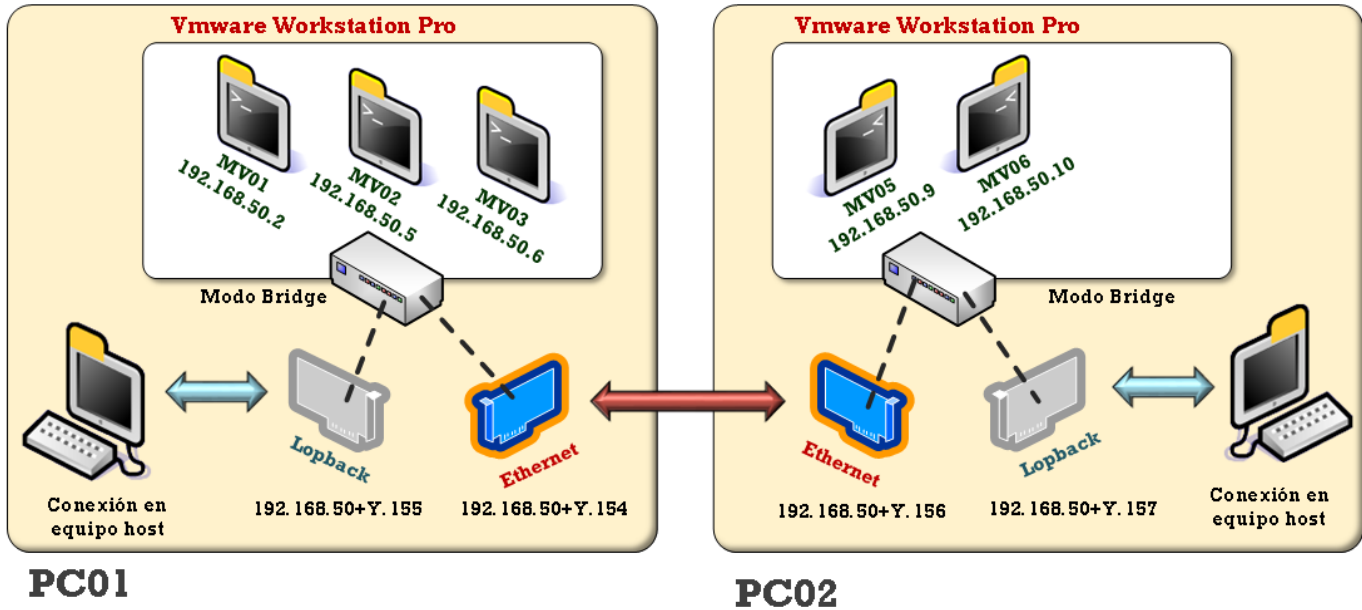 Vmware Workstation Pro
MV01
192.168.50.2
MV02
192.168.50.5
MV03
192.168.50.6
Modo Bridge
Lopback
Ethernet
Conexión en
equipo host
192.168.50+Y.155
192.168.50+Y.154
PC01
Vmware Workstation Pro
MV05
192.168.50.9
MV06
192.168.50.10
Modo Bridge
Ethernet
Lopback
192.168.50+Y.156
192.168.50+Y.157
Conexión en
equipo host
PC02